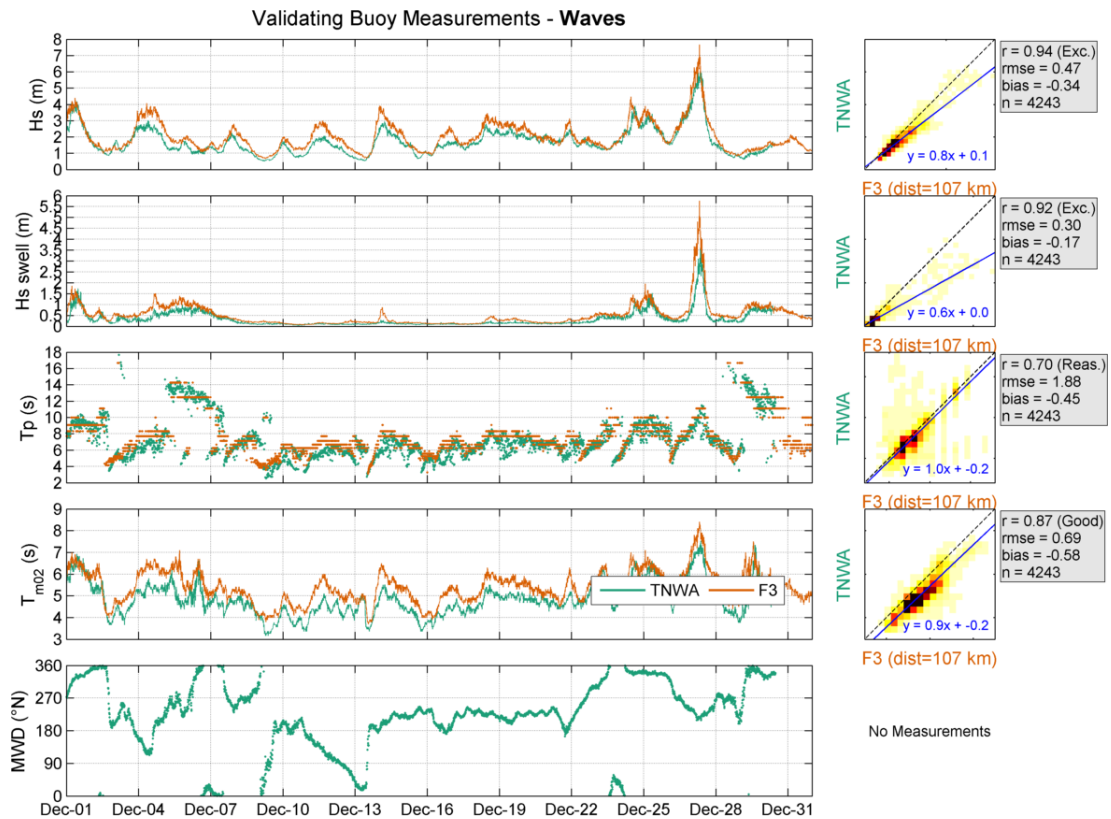 Validating Buoy Measurements - Waves
8
7
6
5
4
3
2
1
0
Hs (m)
TNWA
y = 0.8x + 0.1
F3 (dist=107 km)
r = 0.94 (Exc.)
rmse = 0.47
bias = -0.34
n = 4243
6
5.5
5
4.5
4
3.5
3
2.5
2
1.5
1
0.5
0
Hs swell (m)
TNWA
y = 0.6x + 0.0
F3 (dist=107 km)
r = 0.92 (Exc.)
rmse = 0.30
bias = -0.17
n = 4243
18
16
14
12
10
8
6
4
2
Tp (s)
TNWA
y = 1.0x + -0.2
F3 (dist=107 km)
r = 0.70 (Reas.)
rmse = 1.88
bias = -0.45
n = 4243
9
8
7
6
5
4
3
Tm02 (s)
TNWA
F3
TNWA
y = 0.9x + -0.2
F3 (dist=107 km)
r = 0.87 (Good)
rmse = 0.69
bias = -0.58
n = 4243
360
270
180
90
0
MWD (°N)
No Measurements
Dec-01 Dec-04 Dec-07 Dec-10 Dec-13 Dec-16 Dec-19 Dec-22 Dec-25 Dec-28 Dec-31